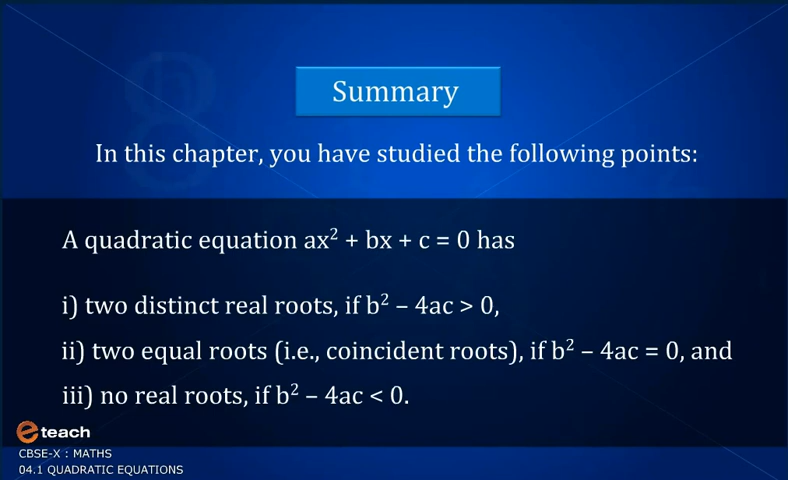 Summary
In this chapter, you have studied the following points:
A quadratic equation ax² + bx + c = 0 has
i) two distinct real roots, if b² – 4ac > 0,
ii) two equal roots (i.e., coincident roots), if b² – 4ac = 0, and
iii) no real roots, if b² – 4ac < 0.
e teach
CBSE-X : MATHS
04.1 QUADRATIC EQUATIONS